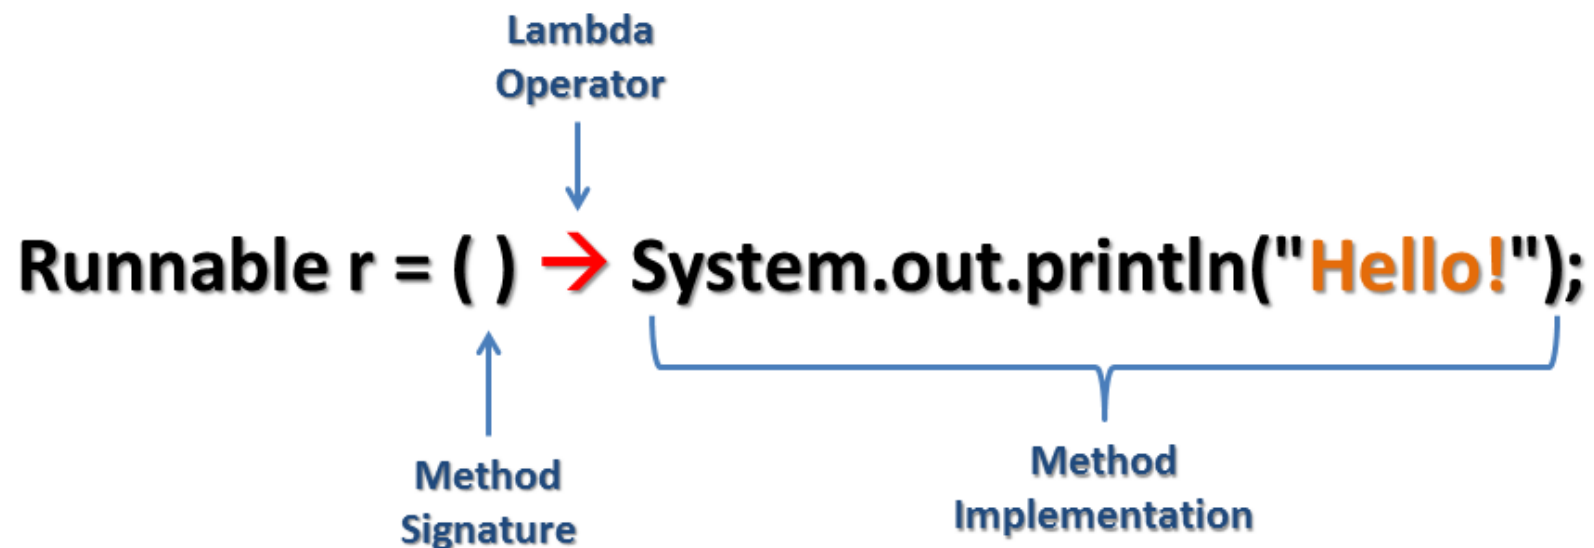 Lambda
Operator
Runnable r = ( ) → System.out.println("Hello!");
Method
Signature
Method
Implementation